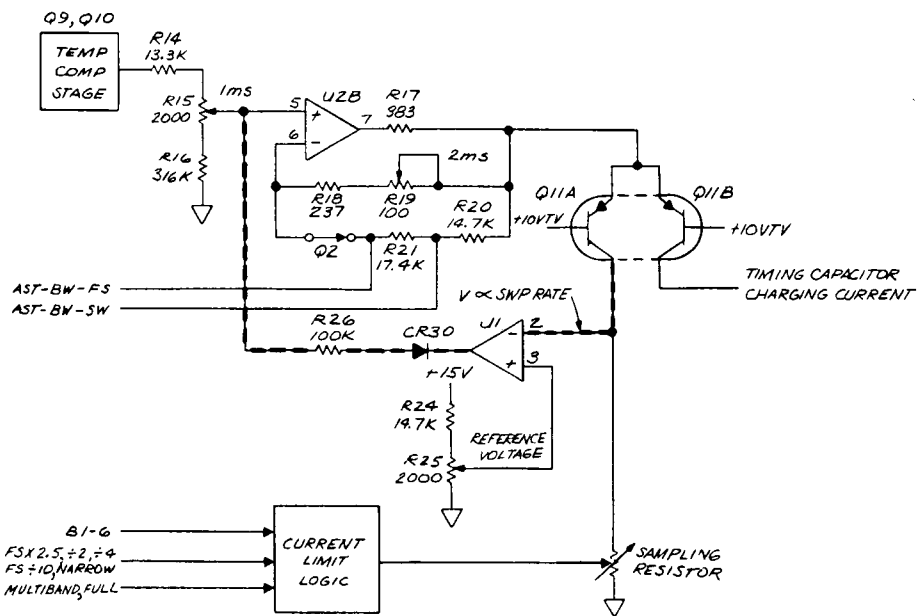 Q9, Q10
TEMP
COMP
STAGE
R14
13.3K
R15
2000
1ms
R16
316K
5
+
6
-
U2B
7
R17
383
2ms
R18
237
R19
100
R20
14.7K
Q2
R21
17.4K
AST-BW-FS
AST-BW-SW
Q11A
Q11B
+10VTV
+10VTV
TIMING CAPACITOR
CHARGING CURRENT
V ∝ SWP RATE
R26
100K
CR30
U1
2
-
3
+
+15V
R24
14.7K
R25
2000
REFERENCE
VOLTAGE
B1-6
FSX2.5, ÷2, ÷4
FS÷10, NARROW
MULTIBAND, FULL
CURRENT
LIMIT
LOGIC
SAMPLING
RESISTOR